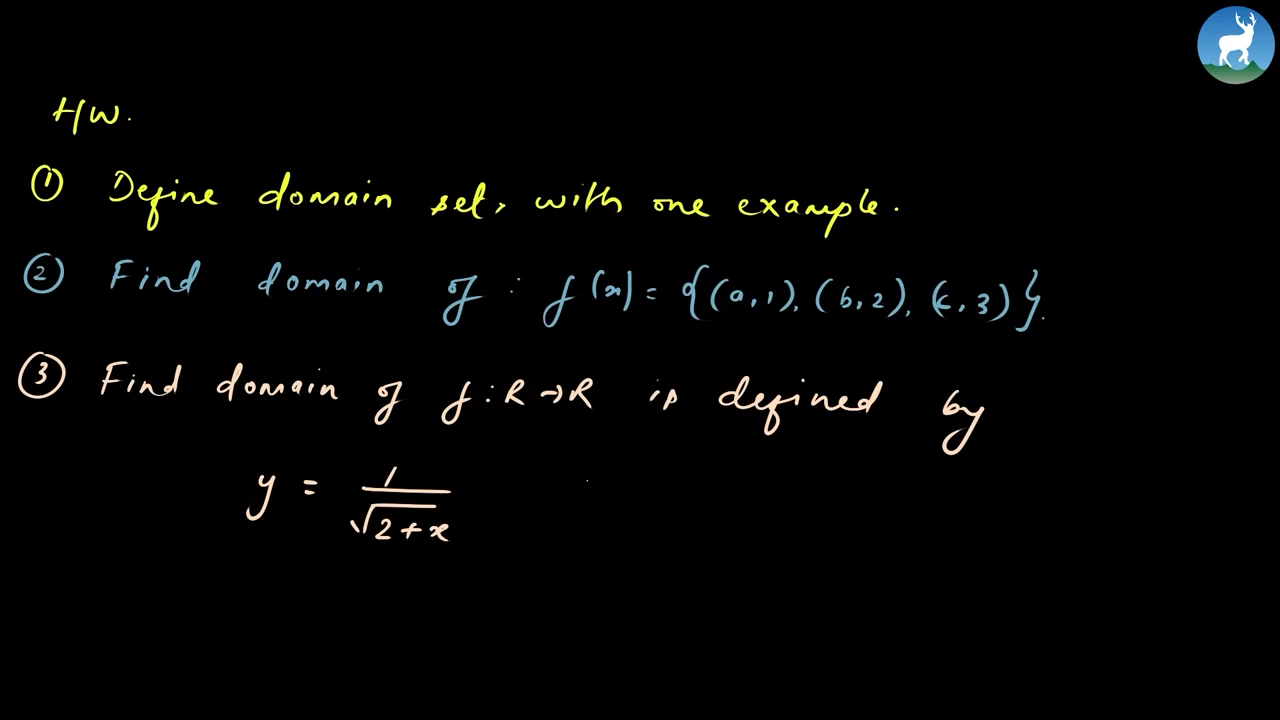 H/W.
① Define domain set, with one example.
② Find domain of : f(x) = {(a,1), (b,2), (c,3)}.
③ Find domain of f : R→R is defined by
y = 1/√(2+x)